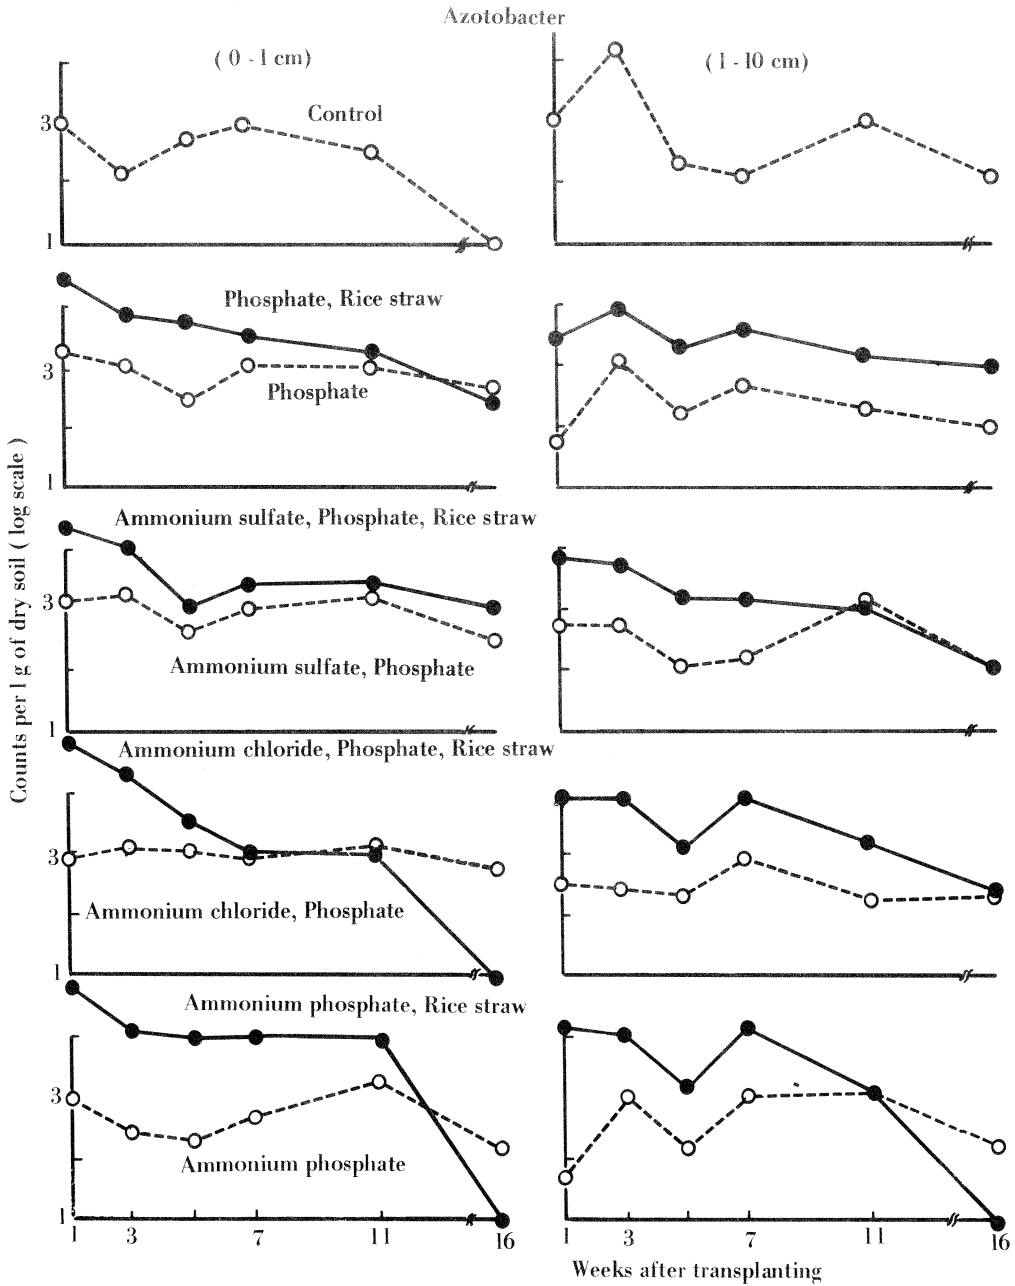 Azotobacter
( 0 - 1 cm)
( 1 - 10 cm)
Control
3
1
Phosphate, Rice straw
3
Phosphate
1
Ammonium sulfate, Phosphate, Rice straw
3
Ammonium sulfate, Phosphate
1
Ammonium chloride, Phosphate, Rice straw
3
Ammonium chloride, Phosphate
1
Ammonium phosphate, Rice straw
3
Ammonium phosphate
1
Counts per 1 g of dry soil ( log scale )
1 3 7 11 16
1 3 7 11 16
Weeks after transplanting